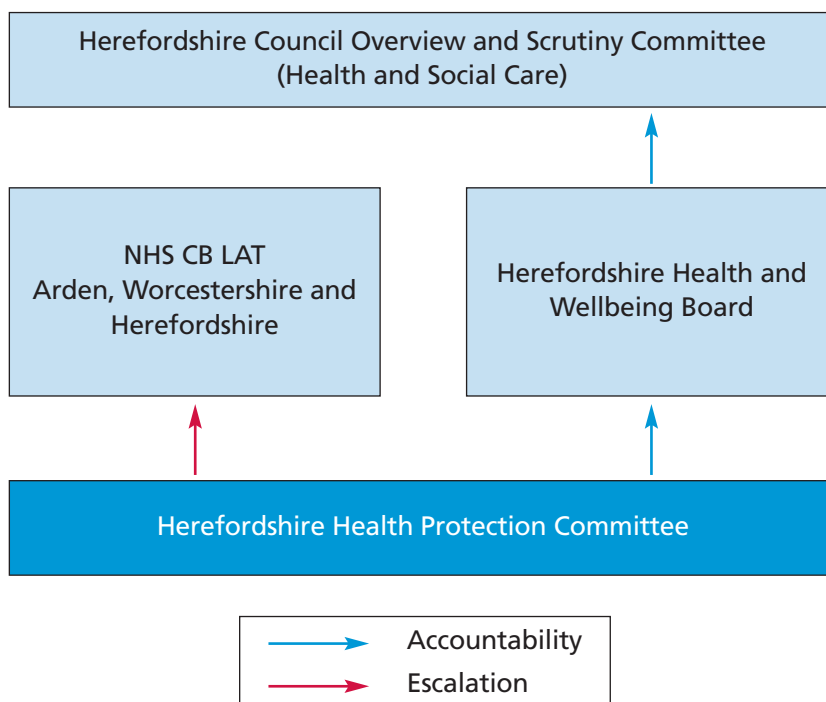 Herefordshire Council Overview and Scrutiny Committee
(Health and Social Care)
NHS CB LAT
Arden, Worcestershire and
Herefordshire
Herefordshire Health and
Wellbeing Board
Herefordshire Health Protection Committee
Accountability
Escalation